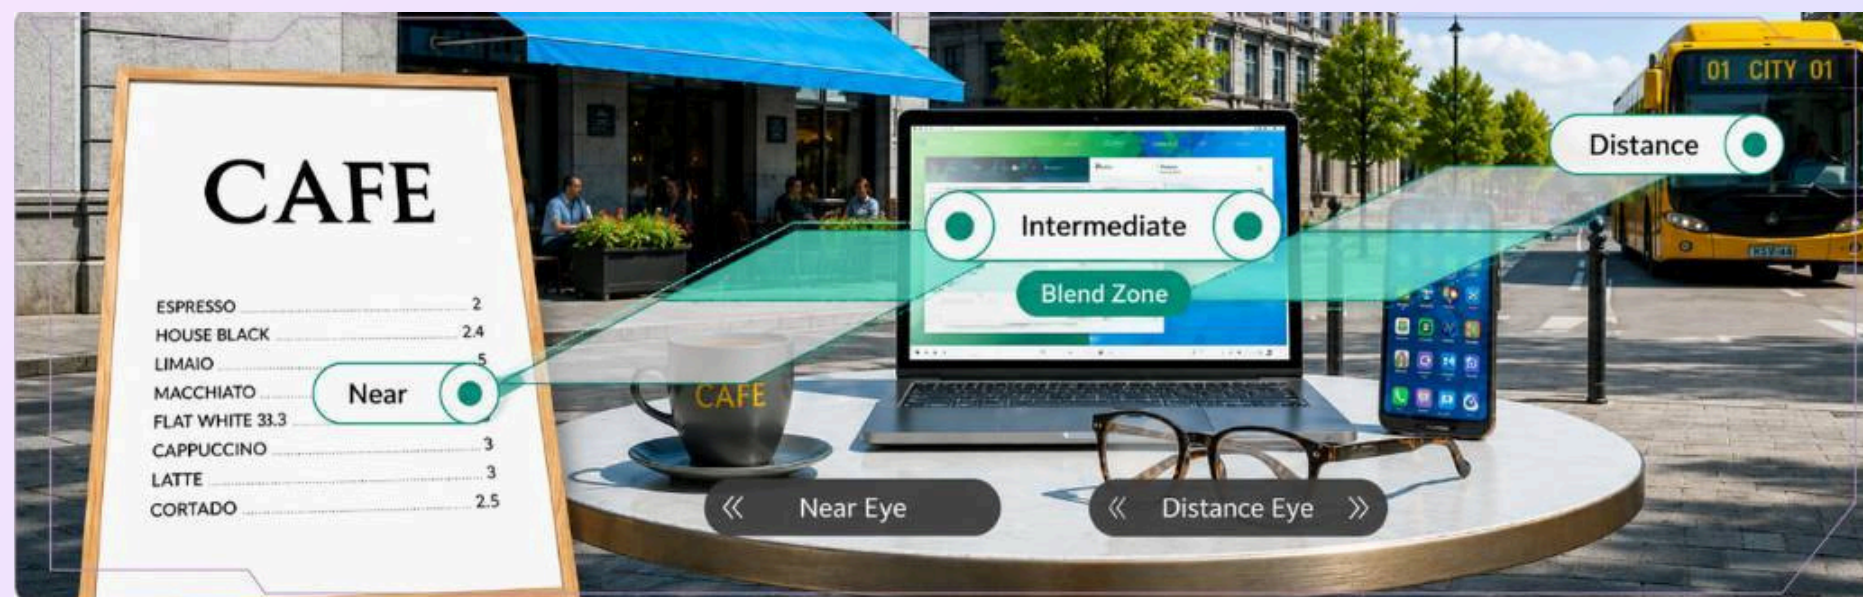 CAFE
ESPRESSO 2
HOUSE BLACK 2.4
LIMAIO 5
MACCHIATO
FLAT WHITE 33.3
CAPPUCCINO 3
LATTE 3
CORTADO 2.5
Near
CAFE
Intermediate
Blend Zone
Distance
01 CITY 01
« Near Eye
« Distance Eye »